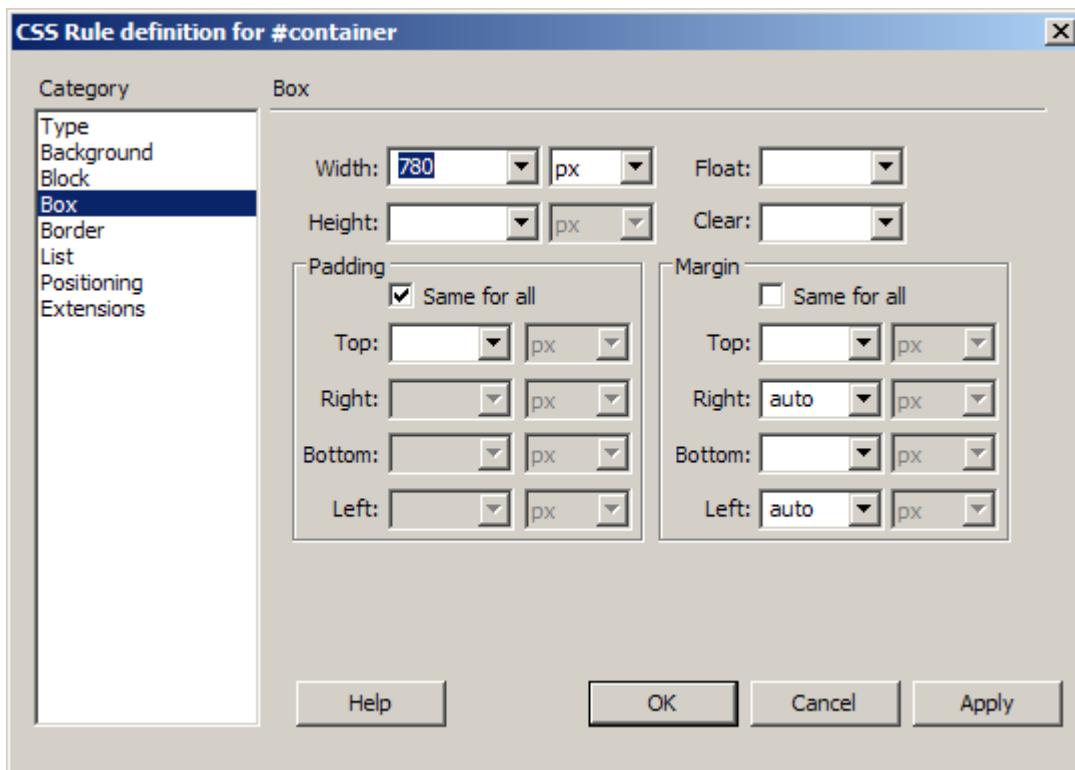 CSS Rule definition for #container
Category
Box
Type
Background
Block
Box
Border
List
Positioning
Extensions
Width: 780 px Float:
Height: px Clear:
Padding
Same for all
Top: px
Right: px
Bottom: px
Left: px
Margin
Same for all
Top: px
Right: auto px
Bottom: px
Left: auto px
Help OK Cancel Apply